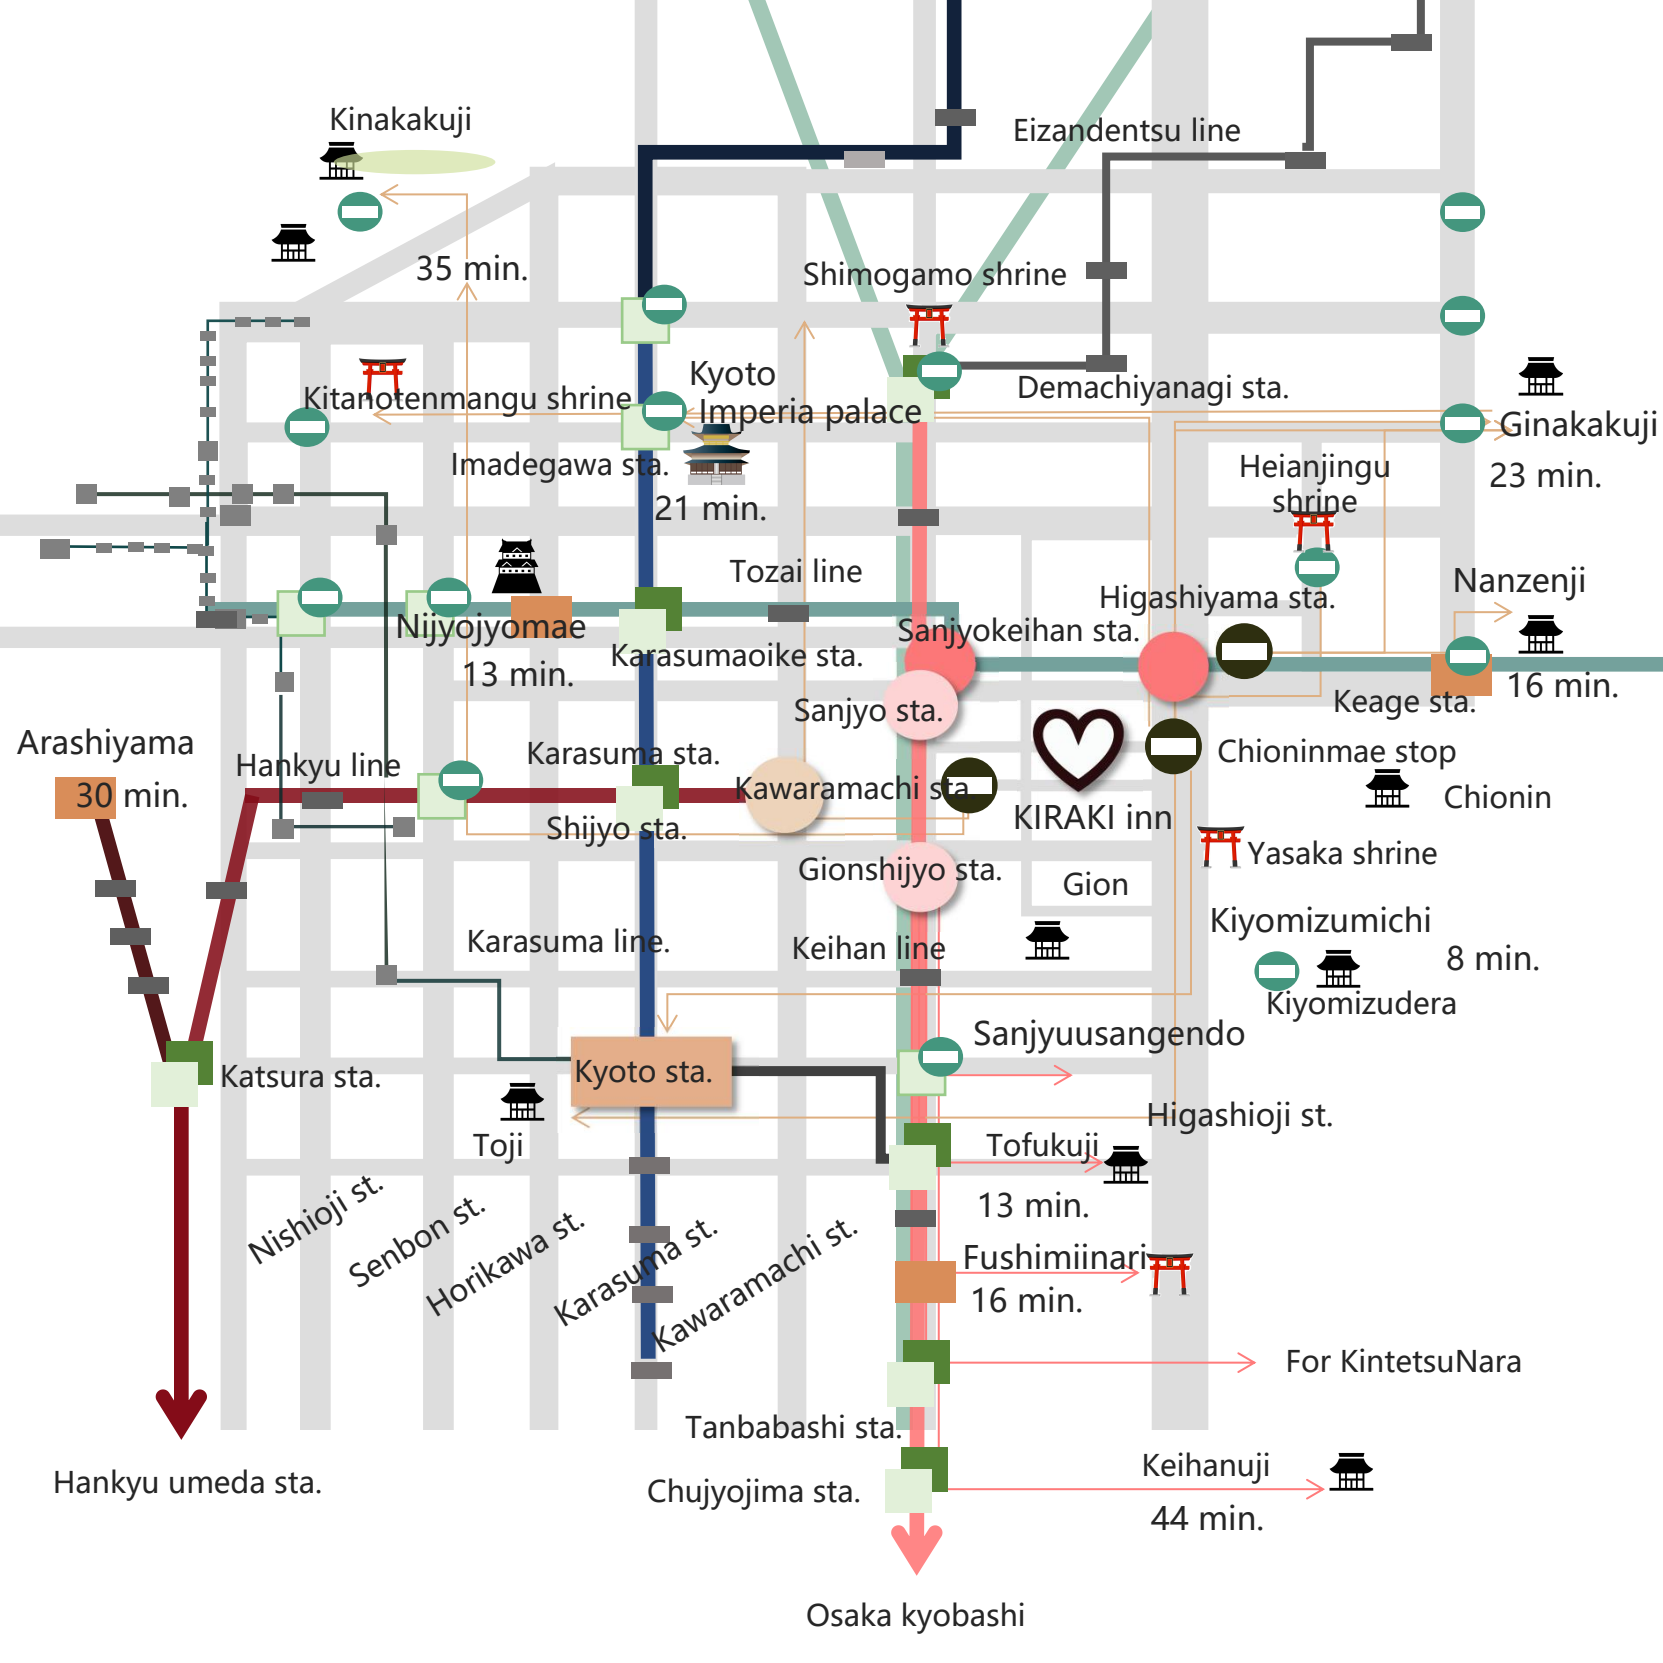 Kinakakuji
Eizandentsu line
35 min.
Shimogamo shrine
Kyoto
Imperia palace
Kitanotenmangu shrine
Demachiyanagi sta.
Ginakakuji
23 min.
Imadegawa sta.
21 min.
Heianjingu
shrine
Tozai line
Nanzenji
Higashiyama sta.
Nijyojyomae
13 min.
Sanjyokeihan sta.
Karasumaoike sta.
16 min.
Keage sta.
Sanjyo sta.
Arashiyama
30 min.
Hankyu line
Karasuma sta.
Kawaramachi sta.
Chioninmae stop
Chionin
KIRAKI inn
Shijyo sta.
Yasaka shrine
Gionshijyo sta.
Gion
Kiyomizumichi
8 min.
Karasuma line.
Keihan line
Kiyomizudera
Sanjyuusangendo
Kyoto sta.
Katsura sta.
Higashioji st.
Toji
Tofukuji
13 min.
Nishioji st.
Senbon st.
Horikawa st.
Karasuma st.
Kawaramachi st.
Fushimiinari
16 min.
For KintetsuNara
Tanbabashi sta.
Keihanuji
Hankyu umeda sta.
Chujyojima sta.
44 min.
Osaka kyobashi